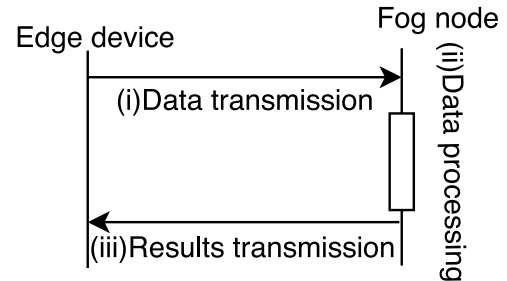 Edge device
Fog node
(i)Data transmission
(ii)Data processing
(iii)Results transmission